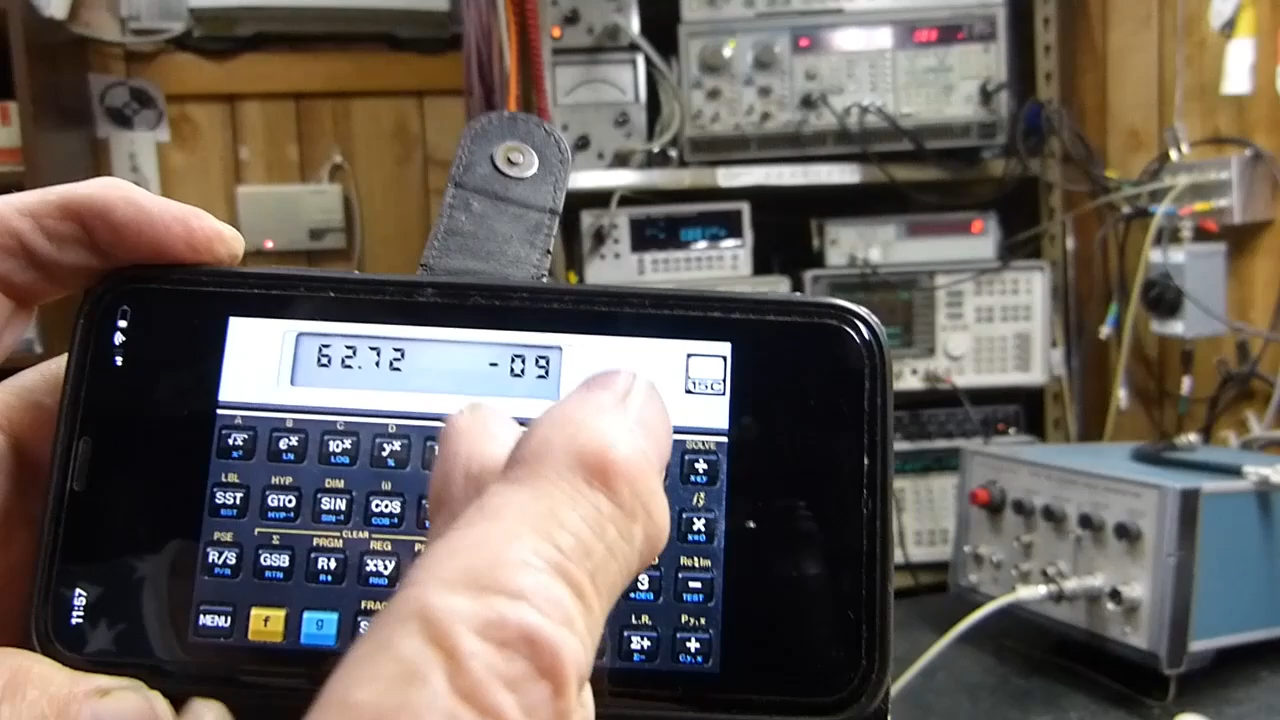 62.72 -09
15C
A B C D
√x eˣ 10ˣ yˣ
x² LN LOG %
SOLVE
÷
x≤y
LBL HYP DIM (i)
SST GTO SIN COS
BST HYP⁻¹ SIN⁻¹ COS⁻¹
×
x=0
CLEAR
PSE Σ PRGM REG
R/S GSB R↓ x≷y
P/R RTN R↑ RND
Re≷Im
3 −
→DEG TEST
FRAC
MENU f g
L.R. Py,x
Σ+ +
Σ− Cy,x
11:57